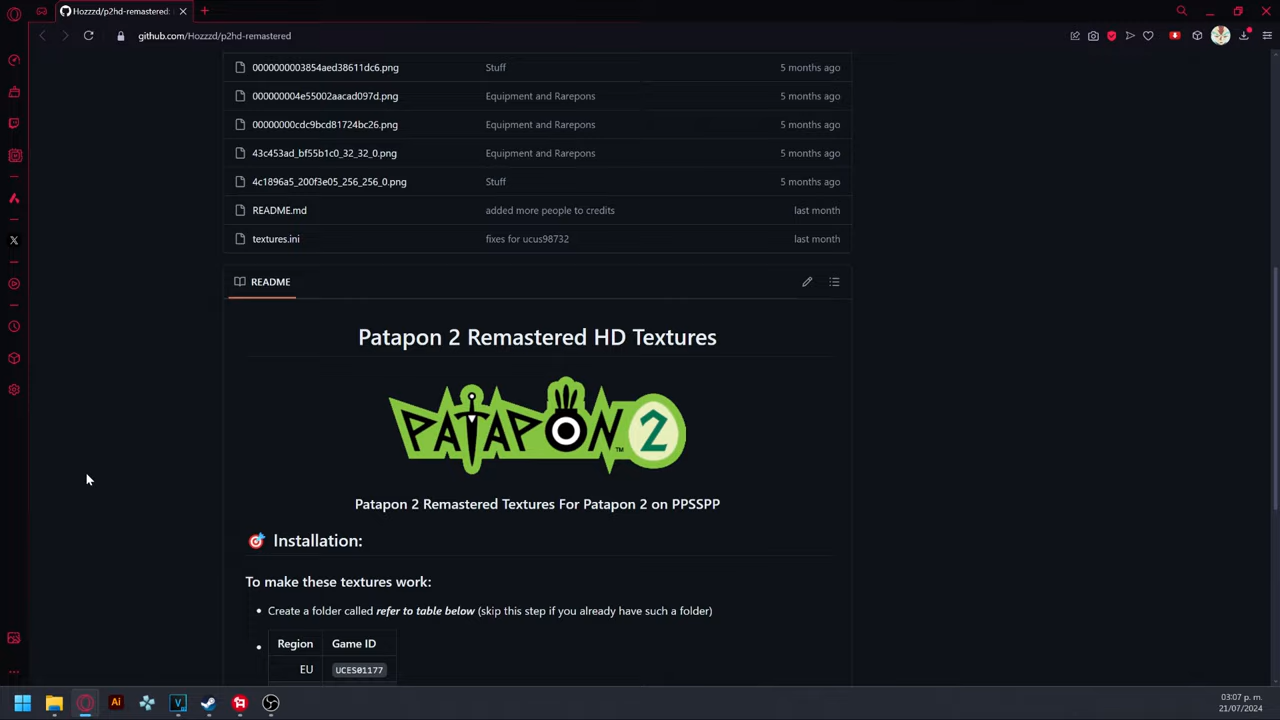 Hozzzd/p2hd-remastered:
github.com/Hozzzd/p2hd-remastered
0000000003854aed38611dc6.png Stuff 5 months ago
000000004e55002aacad097d.png Equipment and Rarepons 5 months ago
00000000cdc9bcd81724bc26.png Equipment and Rarepons 5 months ago
43c453ad_bf55b1c0_32_32_0.png Equipment and Rarepons 5 months ago
4c1896a5_200f3e05_256_256_0.png Stuff 5 months ago
README.md added more people to credits last month
textures.ini fixes for ucus98732 last month
README
Patapon 2 Remastered HD Textures
PATAPON 2 ™
Patapon 2 Remastered Textures For Patapon 2 on PPSSPP
🎯 Installation:
To make these textures work:
• Create a folder called refer to table below (skip this step if you already have such a folder)
• Region Game ID
EU UCES01177
Ai V
03:07 p. m.
21/07/2024